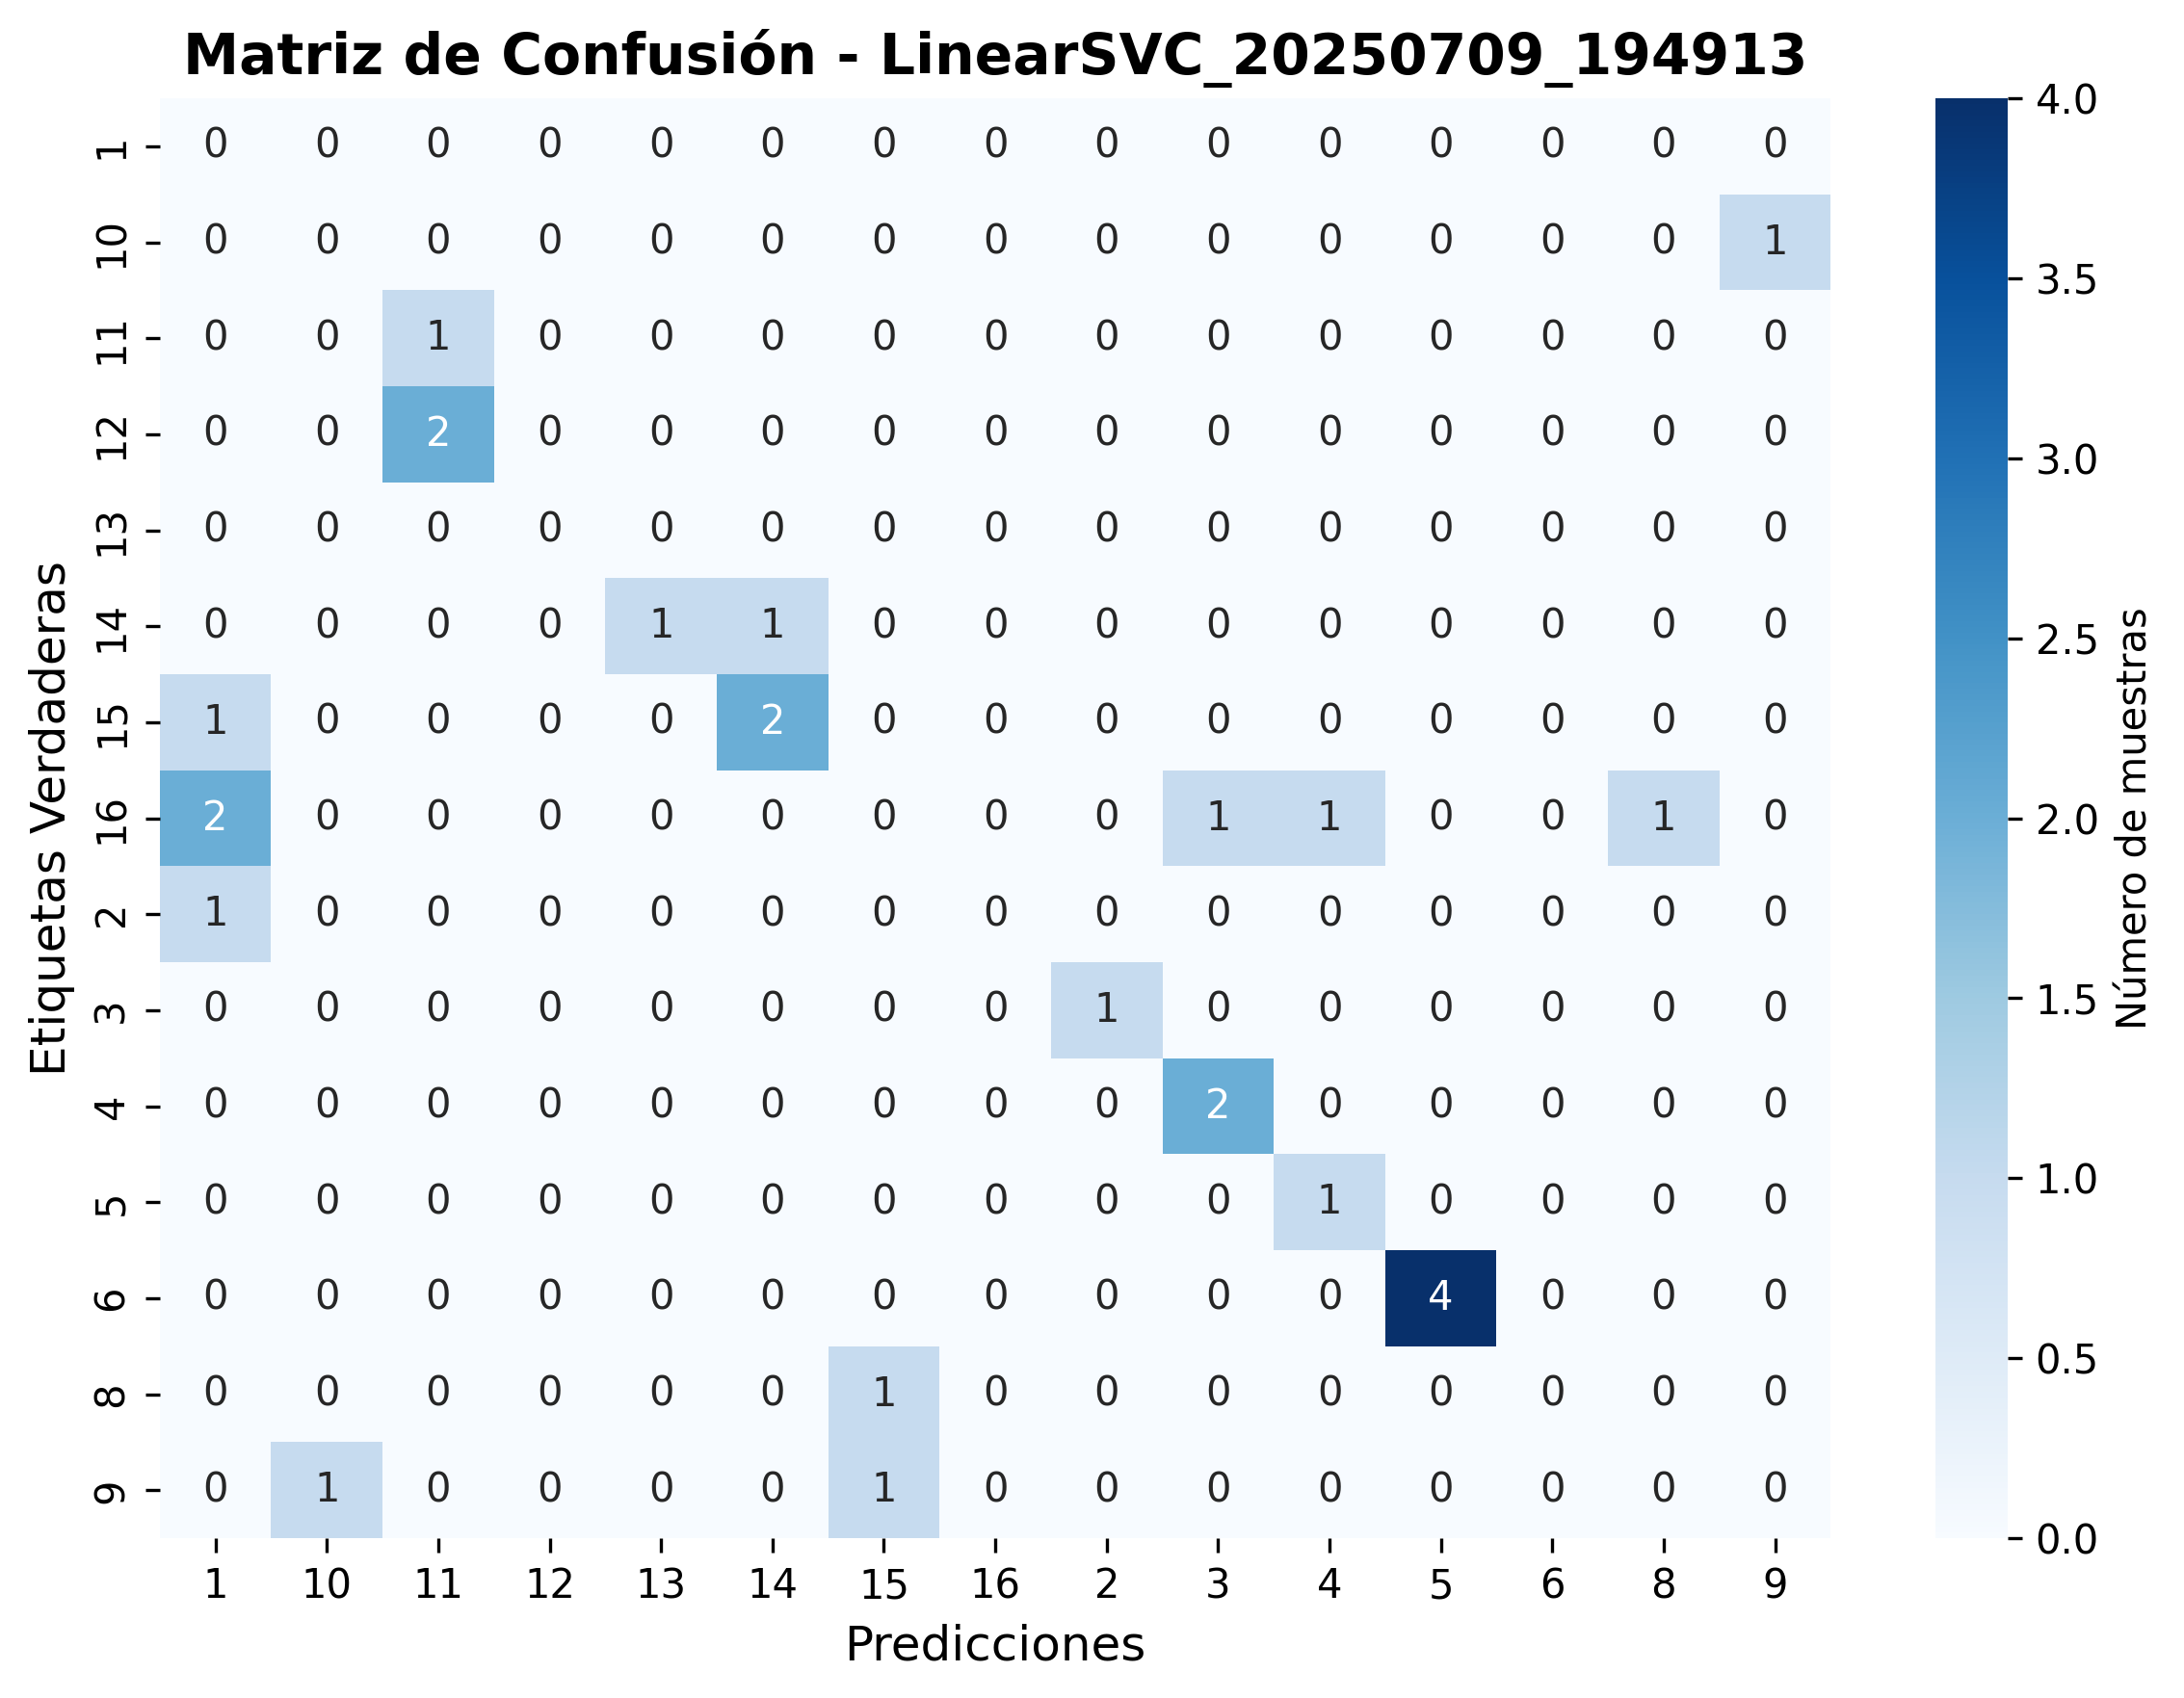 Matriz de Confusión - LinearSVC_20250709_194913
Etiquetas Verdaderas
1 0 0 0 0 0 0 0 0 0 0 0 0 0 0 0
10 0 0 0 0 0 0 0 0 0 0 0 0 0 0 1
11 0 0 1 0 0 0 0 0 0 0 0 0 0 0 0
12 0 0 2 0 0 0 0 0 0 0 0 0 0 0 0
13 0 0 0 0 0 0 0 0 0 0 0 0 0 0 0
14 0 0 0 0 1 1 0 0 0 0 0 0 0 0 0
15 1 0 0 0 0 2 0 0 0 0 0 0 0 0 0
16 2 0 0 0 0 0 0 0 0 1 1 0 0 1 0
2 1 0 0 0 0 0 0 0 0 0 0 0 0 0 0
3 0 0 0 0 0 0 0 0 1 0 0 0 0 0 0
4 0 0 0 0 0 0 0 0 0 2 0 0 0 0 0
5 0 0 0 0 0 0 0 0 0 0 1 0 0 0 0
6 0 0 0 0 0 0 0 0 0 0 0 4 0 0 0
8 0 0 0 0 0 0 1 0 0 0 0 0 0 0 0
9 0 1 0 0 0 0 1 0 0 0 0 0 0 0 0
1 10 11 12 13 14 15 16 2 3 4 5 6 8 9
Predicciones
4.0
3.5
3.0
2.5
2.0
1.5
1.0
0.5
0.0
Número de muestras